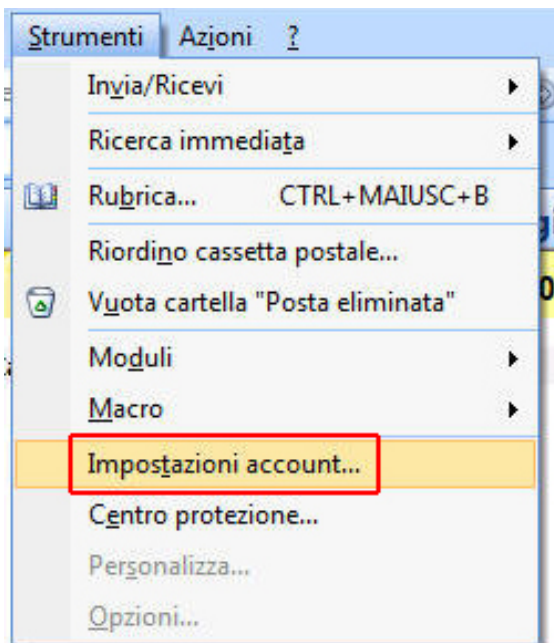 Strumenti Azioni ?
Invia/Ricevi
Ricerca immediata
Rubrica... CTRL+MAIUSC+B
Riordino cassetta postale...
Vuota cartella "Posta eliminata"
Moduli
Macro
Impostazioni account...
Centro protezione...
Personalizza...
Opzioni...